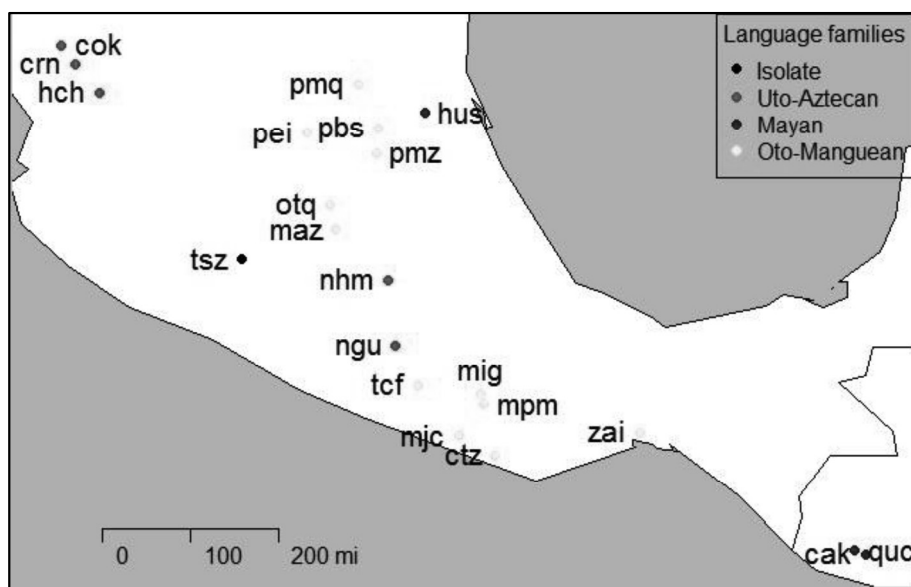 Language families
Isolate
Uto-Aztecan
Mayan
Oto-Manguean
cok
crn
hch
pmq
hus
pei
pbs
pmz
otq
maz
tsz
nhm
ngu
tcf
mig
mpm
mjc
ctz
zai
cak
quc
0 100 200 mi